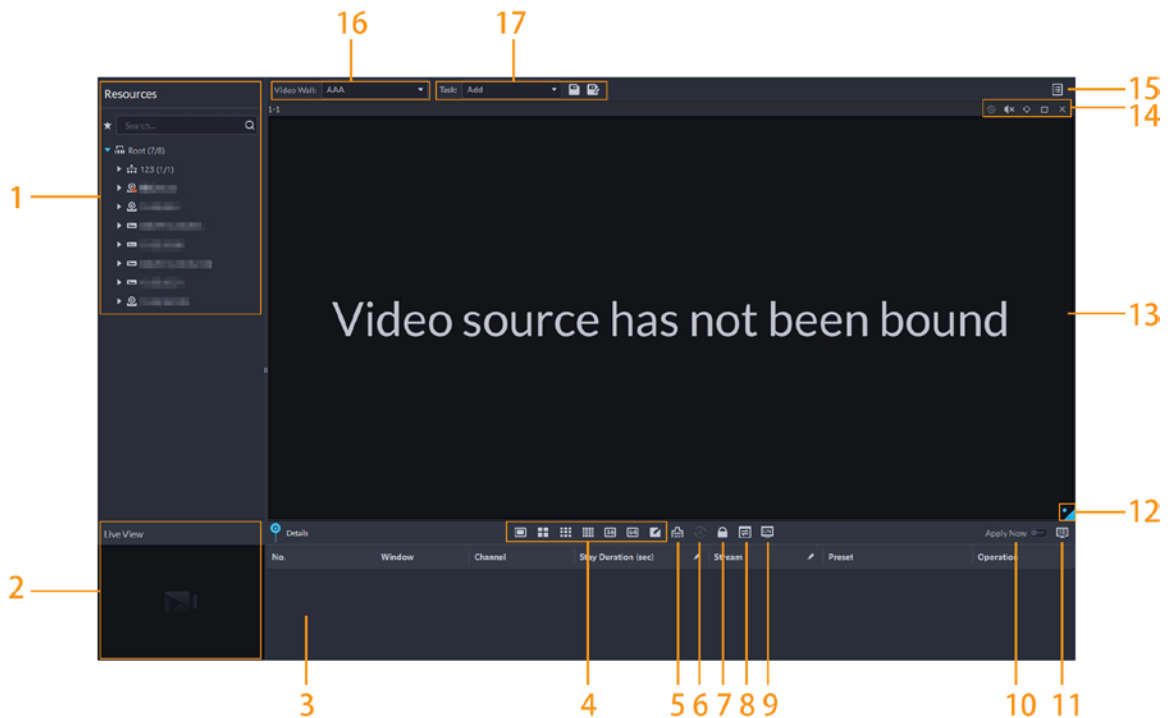 16
17
Resources
Video Wall: AAA
Task: Add
15
1-1
14
Search...
Root (7/8)
123 (1/1)
1
Video source has not been bound
13
12
Live View
Details
Apply Now
No.
Window
Channel
Stay Duration (sec)
Stream
Preset
Operation
2
3
4
5
6
7
8
9
10
11